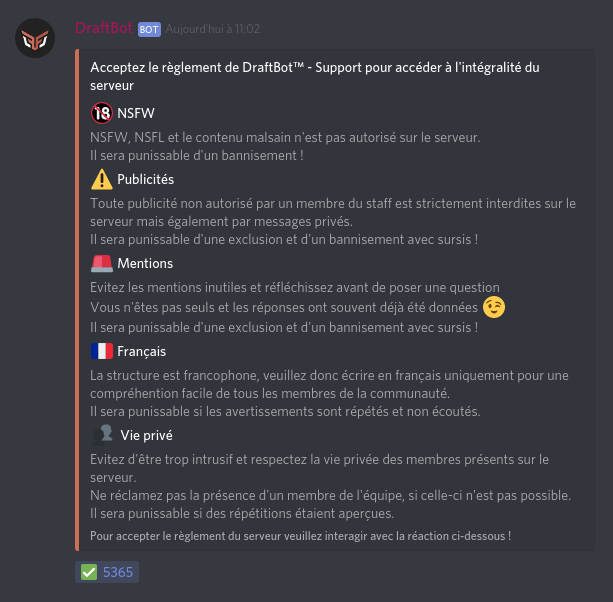 DraftBot BOT Aujourd'hui à 11:02
Acceptez le règlement de DraftBot™ - Support pour accéder à l'intégralité du
serveur
18 NSFW
NSFW, NSFL et le contenu malsain n'est pas autorisé sur le serveur.
Il sera punissable d'un bannisement !
Publicités
Toute publicité non autorisé par un membre du staff est strictement interdites sur le
serveur mais également par messages privés.
Il sera punissable d'une exclusion et d'un bannisement avec sursis !
Mentions
Evitez les mentions inutiles et réfléchissez avant de poser une question
Vous n'êtes pas seuls et les réponses ont souvent déjà été données 😉
Il sera punissable d'une exclusion et d'un bannisement avec sursis !
Français
La structure est francophone, veuillez donc écrire en français uniquement pour une
compréhention facile de tous les membres de la communauté.
Il sera punissable si les avertissements sont répétés et non écoutés.
Vie privé
Evitez d'être trop intrusif et respectez la vie privée des membres présents sur le
serveur.
Ne réclamez pas la présence d'un membre de l'équipe, si celle-ci n'est pas possible.
Il sera punissable si des répétitions étaient aperçues.
Pour accepter le règlement du serveur veuillez interagir avec la réaction ci-dessous !
5365